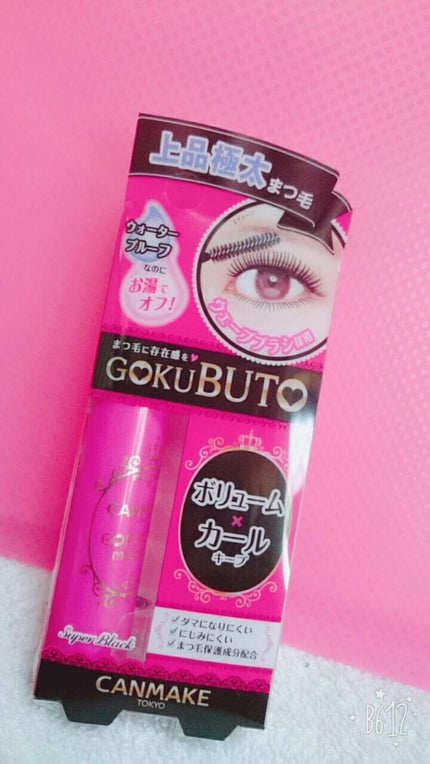 上品極太まつ毛
ウォーター
プルーフ
なのに
お湯で
オフ!
ウェーブブラシ採用
まつ毛に存在感を♥
GOKUBUTO
ボリューム
×
カール
キープ
CANM
GOKU
Super Black
✓ダマになりにくい
✓にじみにくい
✓まつ毛保護成分配合
CANMAKE
TOKYO
B612